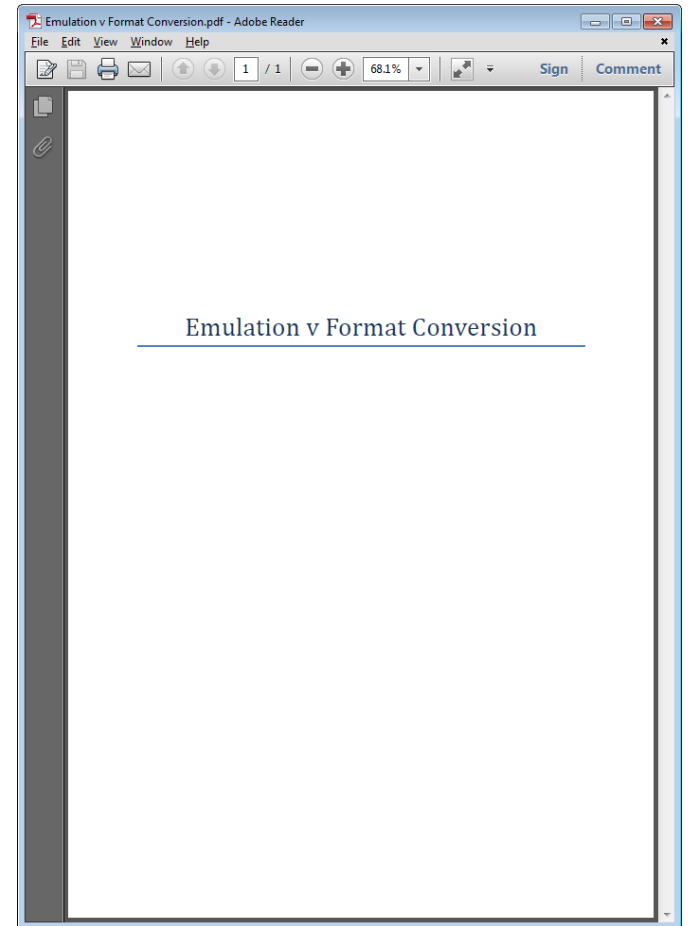 Emulation v Format Conversion.pdf - Adobe Reader
File Edit View Window Help
1 / 1 68.1% Sign Comment
Emulation v Format Conversion